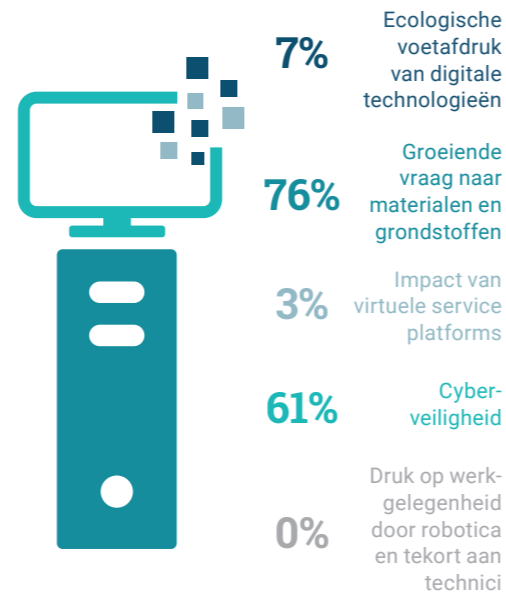 7%
Ecologische
voetafdruk
van digitale
technologieën
76%
Groeiende
vraag naar
materialen en
grondstoffen
3%
Impact van
virtuele service
platforms
61%
Cyber-
veiligheid
0%
Druk op werk-
gelegenheid
door robotica
en tekort aan
technici